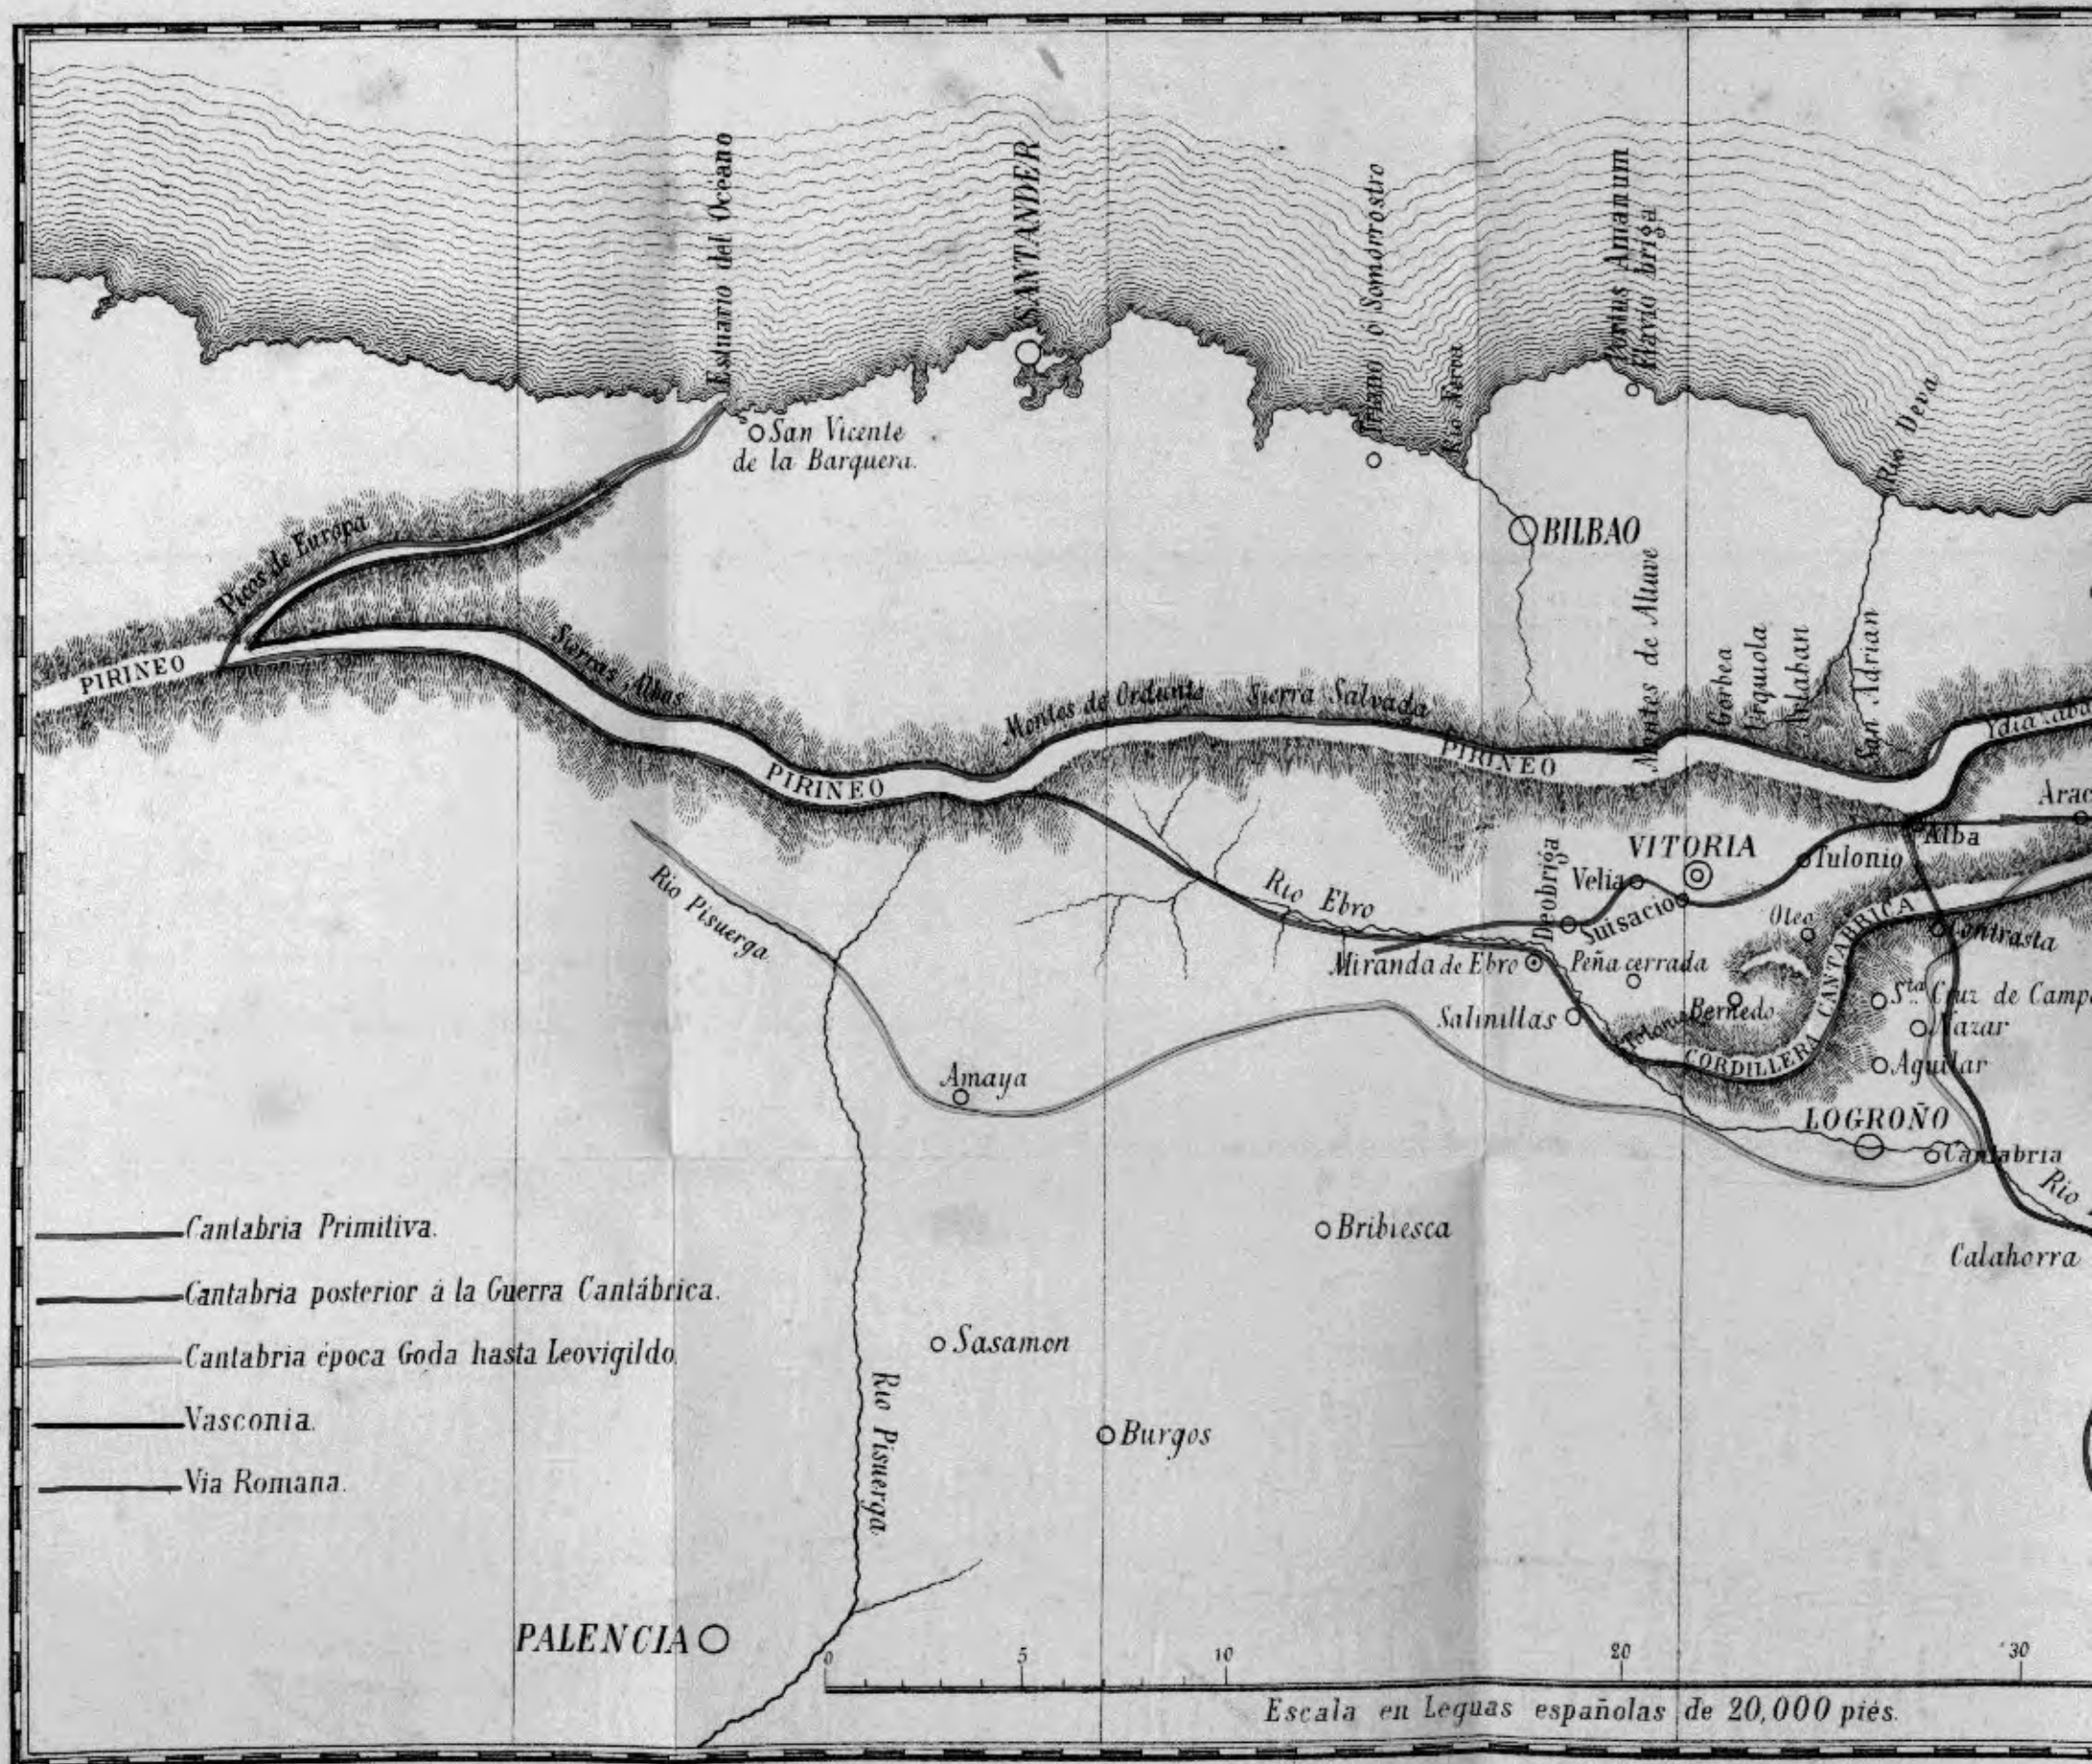 Estuario del Oceano
SANTANDER
Triano ó Somorrostro
Rio Nerva
Portus Amanum
Flavio briga
Rio Deva
San Vicente
de la Barquera.
BILBAO
Picos de Europa
PIRINEO
Sierras Albas
Montes de Ordunte
Sierra Salvada
Montes de Altuve
Gorbea
Urquiola
Arlaban
San Adrian
PIRINEO
PIRINEO
Arac
Alba
VITORIA
Tulonio
Velia
Suisacio
Deobriga
Rio Ebro
Rio Pisuerga
Oleo
Contrasta
Miranda de Ebro
Peña cerrada
Salinillas
Bernedo
Sta. Cruz de Camp
Nazar
Aguilar
CORDILLERA CANTABRICA
Amaya
LOGROÑO
Cantabria
Rio
Calahorra
Bribiesca
Cantabria Primitiva.
Cantabria posterior á la Guerra Cantábrica.
Cantabria época Goda hasta Leovigildo.
Vasconia.
Via Romana.
Sasamon
Burgos
Rio Pisuerga
PALENCIA
0 5 10 20 30
Escala en Leguas españolas de 20,000 piés.